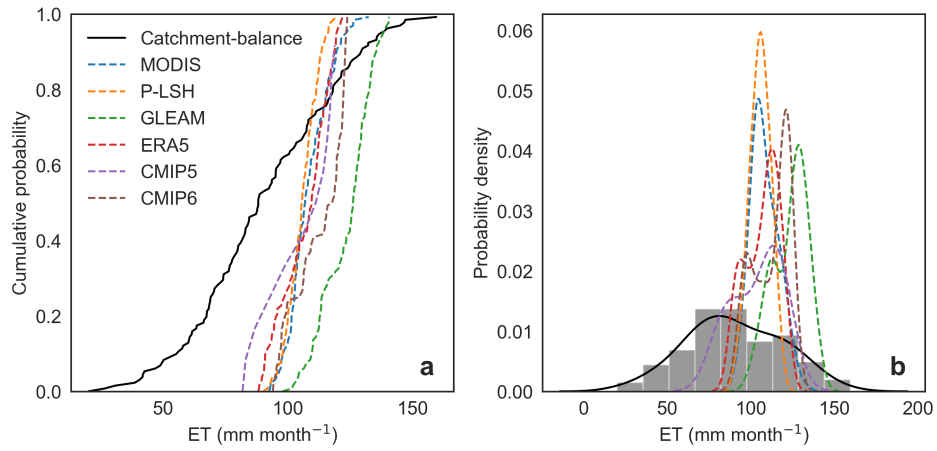 1.0
0.8
0.6
0.4
0.2
0.0
Cumulative probability
Catchment-balance
MODIS
P-LSH
GLEAM
ERA5
CMIP5
CMIP6
a
50
100
150
ET (mm month⁻¹)
0.06
0.05
0.04
0.03
0.02
0.01
0.00
Probability density
b
0
50
100
150
200
ET (mm month⁻¹)